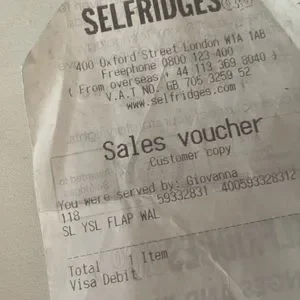 SELFRIDGES&Co
400 Oxford Street London W1A 1AB
Freephone 0800 123 400
( From overseas + 44 113 369 8040 )
V.A.T NO. GB 705 3259 52
www.selfridges.com
Sales voucher
Customer copy
You were served by: Giovanna
118 59332831 400593328312
SL YSL FLAP WAL
Total 1 Item
Visa Debit